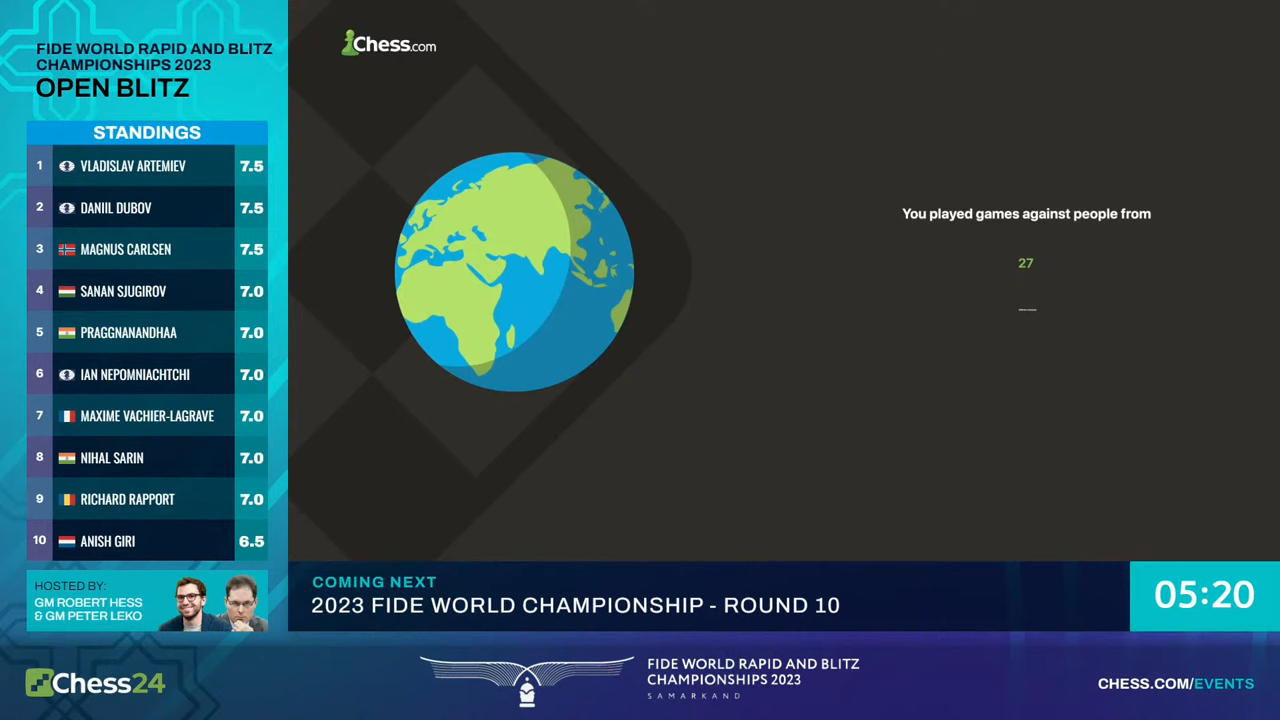 FIDE WORLD RAPID AND BLITZ
CHAMPIONSHIPS 2023
OPEN BLITZ
STANDINGS
1 VLADISLAV ARTEMIEV 7.5
2 DANIIL DUBOV 7.5
3 MAGNUS CARLSEN 7.5
4 SANAN SJUGIROV 7.0
5 PRAGGNANANDHAA 7.0
6 IAN NEPOMNIACHTCHI 7.0
7 MAXIME VACHIER-LAGRAVE 7.0
8 NIHAL SARIN 7.0
9 RICHARD RAPPORT 7.0
10 ANISH GIRI 6.5
HOSTED BY:
GM ROBERT HESS
& GM PETER LEKO
Chess24
Chess.com
You played games against people from
27
COMING NEXT
2023 FIDE WORLD CHAMPIONSHIP - ROUND 10
05:20
FIDE WORLD RAPID AND BLITZ
CHAMPIONSHIPS 2023
SAMARKAND
CHESS.COM/EVENTS